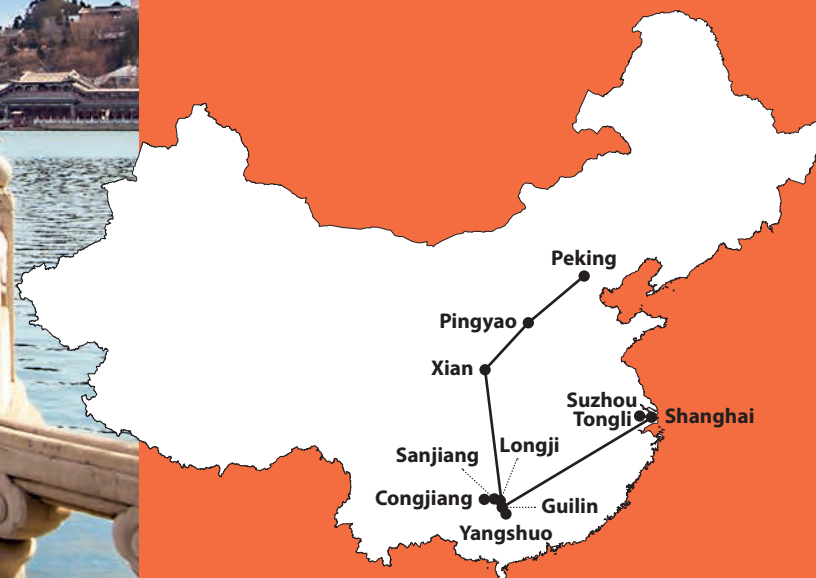 Peking
Pingyao
Xian
Suzhou
Tongli
Shanghai
Longji
Sanjiang
Congjiang
Guilin
Yangshuo